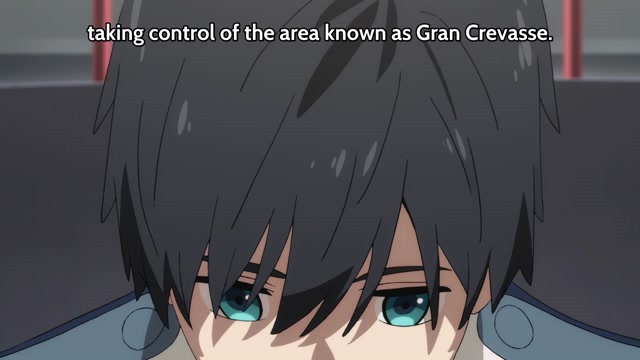 taking control of the area known as Gran Crevasse.